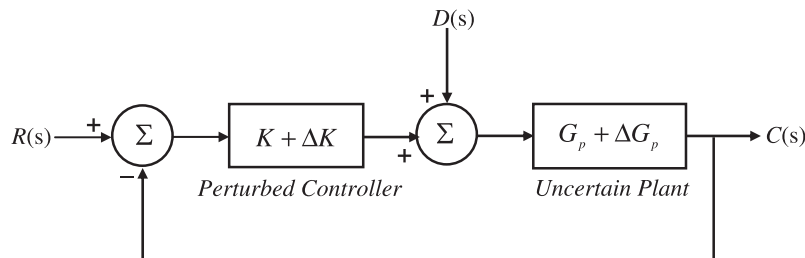 D(s)
+
R(s)
+
Σ
K + ΔK
+
Σ
G_p + ΔG_p
C(s)
−
Perturbed Controller
Uncertain Plant